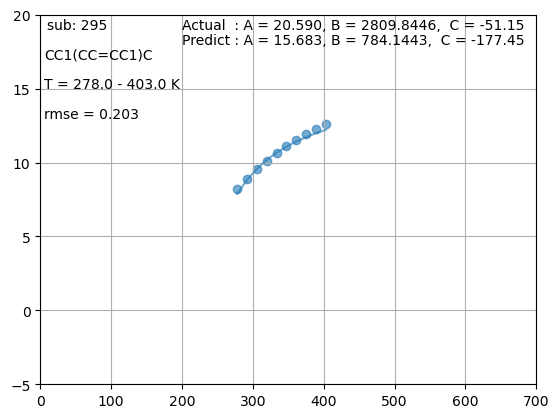 sub: 295
Actual  : A = 20.590, B = 2809.8446,  C = -51.15
Predict : A = 15.683, B = 784.1443,  C = -177.45
CC1(CC=CC1)C
T = 278.0 - 403.0 K
rmse = 0.203
20
15
10
5
0
−5
0 100 200 300 400 500 600 700